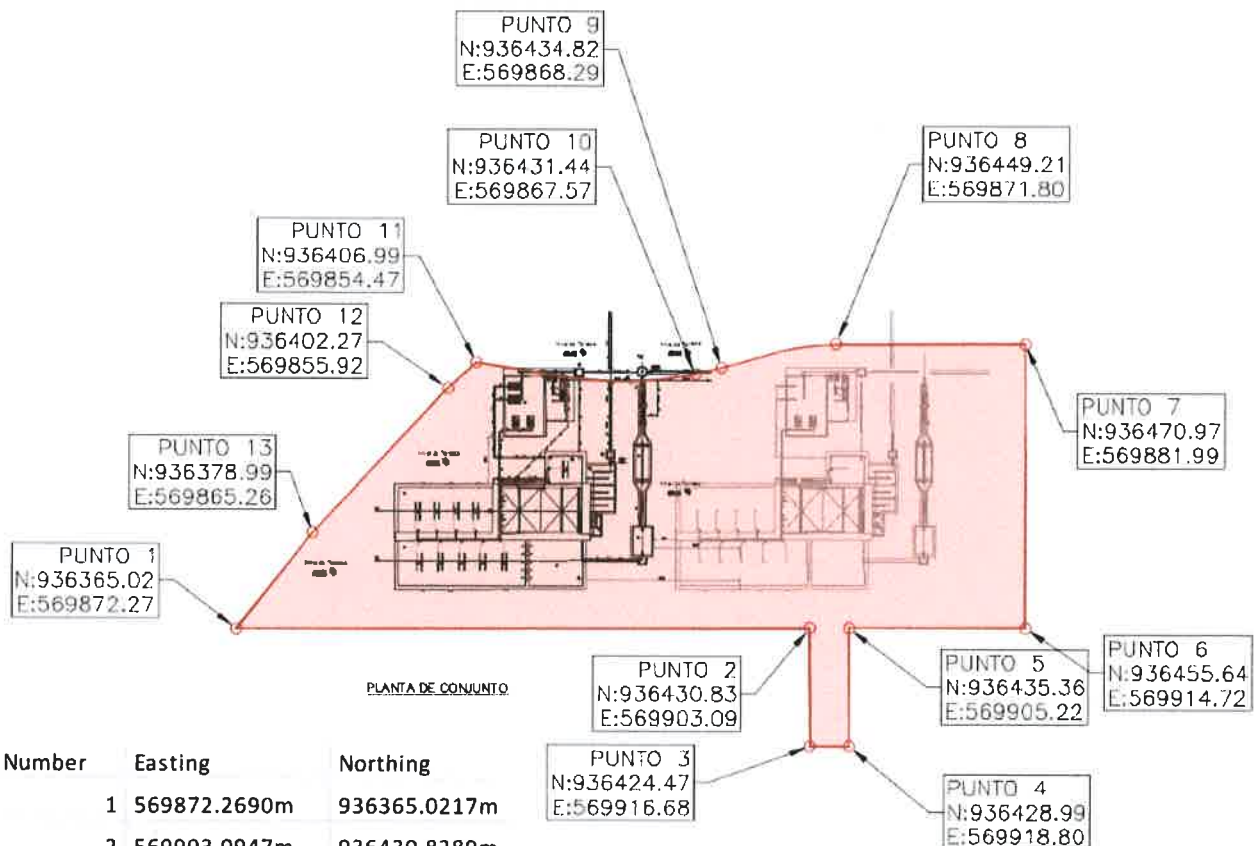 PUNTO 9
N:936434.82
E:569868.29
PUNTO 10
N:936431.44
E:569867.57
PUNTO 8
N:936449.21
E:569871.80
PUNTO 11
N:936406.99
E:569854.47
PUNTO 12
N:936402.27
E:569855.92
PUNTO 7
N:936470.97
E:569881.99
PUNTO 13
N:936378.99
E:569865.26
PUNTO 1
N:936365.02
E:569872.27
PUNTO 2
N:936430.83
E:569903.09
PUNTO 5
N:936435.36
E:569905.22
PUNTO 6
N:936455.64
E:569914.72
PLANTA DE CONJUNTO
PUNTO 3
N:936424.47
E:569916.68
PUNTO 4
N:936428.99
E:569918.80
Number Easting Northing
1 569872.2690m 936365.0217m